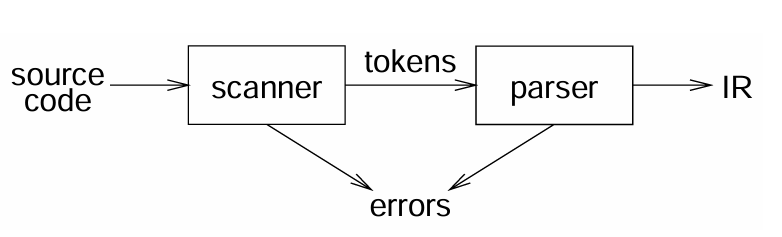 source
code
scanner
tokens
parser
IR
errors